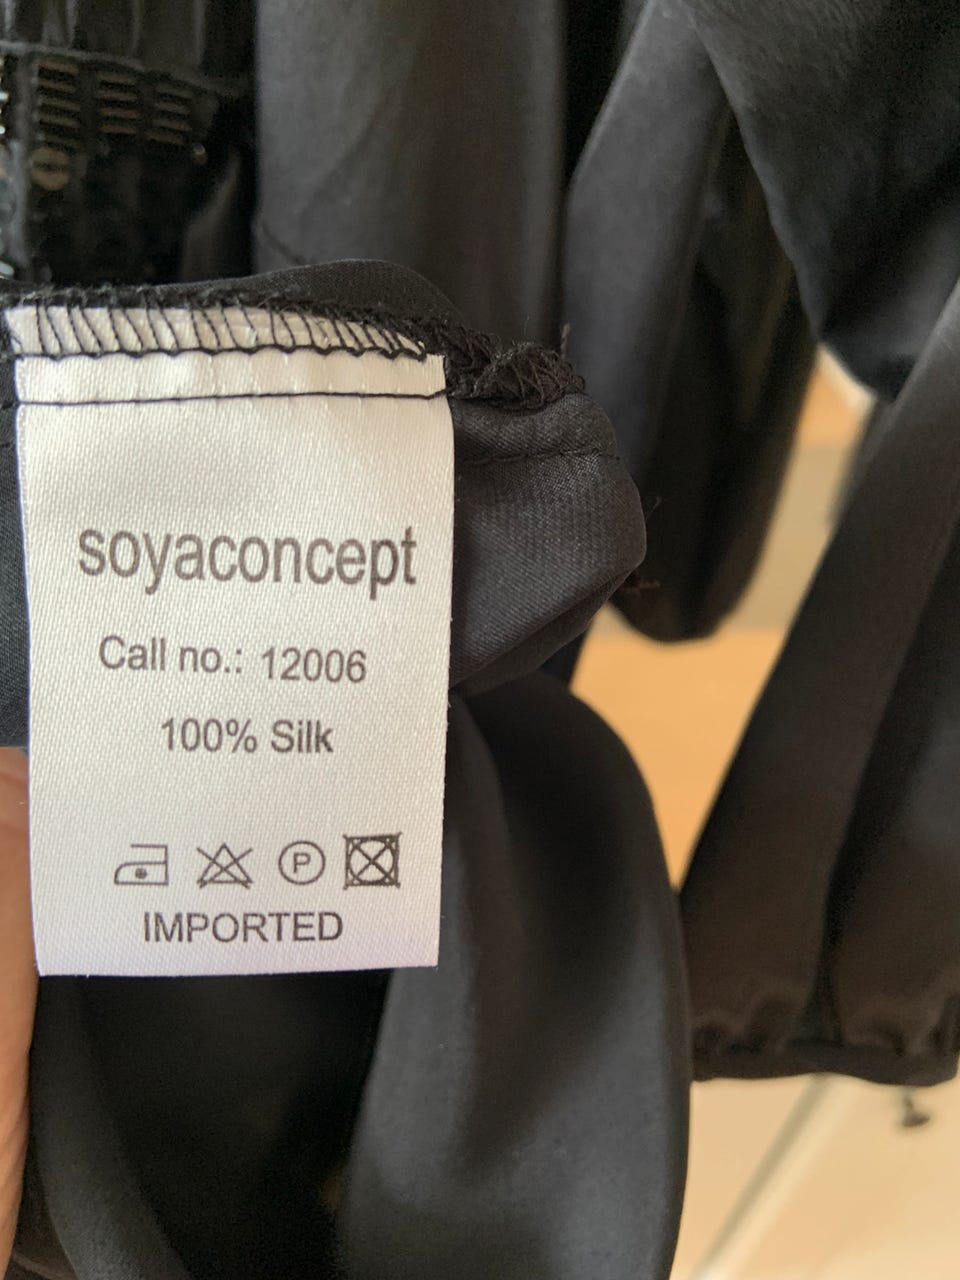 soyaconcept
Call no.: 12006
100% Silk
P
IMPORTED